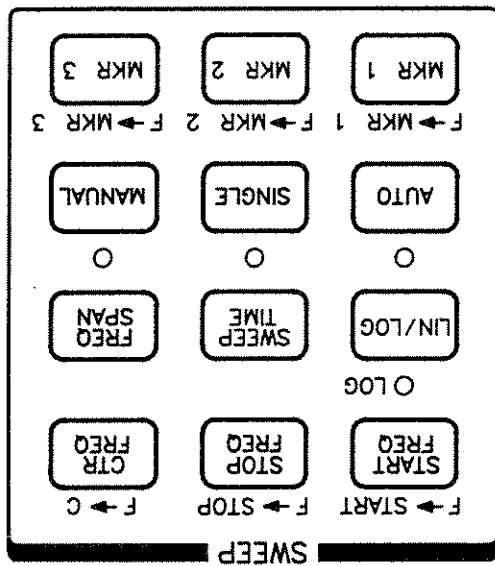 SWEEP
F → START F → STOP F → C
START FREQ STOP FREQ CTR FREQ
LOG
LIN/LOG SWEEP TIME FREQ SPAN
AUTO SINGLE MANUAL
F → MKR 1 F → MKR 2 F → MKR 3
MKR 1 MKR 2 MKR 3